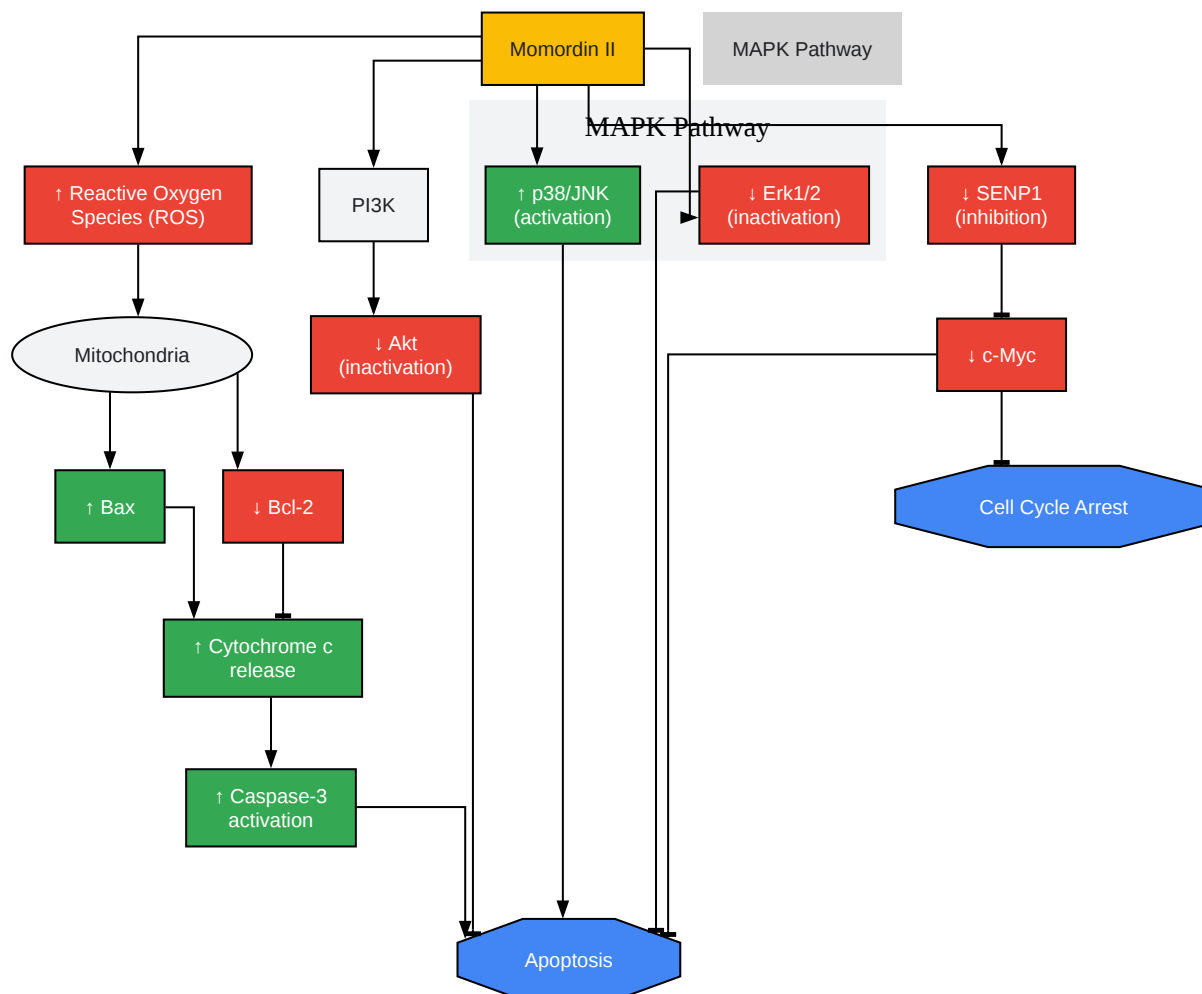 Momordin II
MAPK Pathway
MAPK Pathway
↑ Reactive Oxygen
Species (ROS)
PI3K
↑ p38/JNK
(activation)
↓ Erk1/2
(inactivation)
↓ SENP1
(inhibition)
Mitochondria
↓ Akt
(inactivation)
↓ c-Myc
↑ Bax
↓ Bcl-2
Cell Cycle Arrest
↑ Cytochrome c
release
↑ Caspase-3
activation
Apoptosis